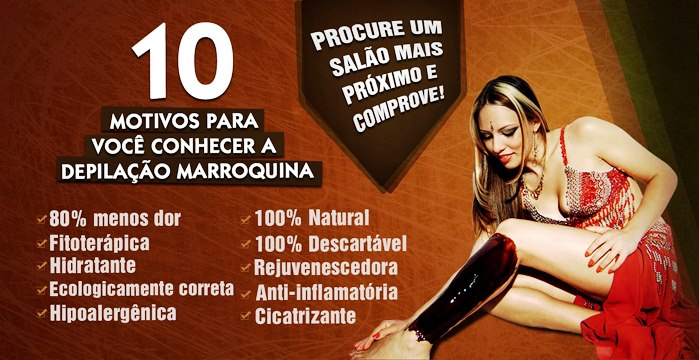 10
MOTIVOS PARA
VOCÊ CONHECER A
DEPILAÇÃO MARROQUINA
PROCURE UM
SALÃO MAIS
PRÓXIMO E
COMPROVE!
80% menos dor
Fitoterápica
Hidratante
Ecologicamente correta
Hipoalergênica
100% Natural
100% Descartável
Rejuvenescedora
Anti-inflamatória
Cicatrizante